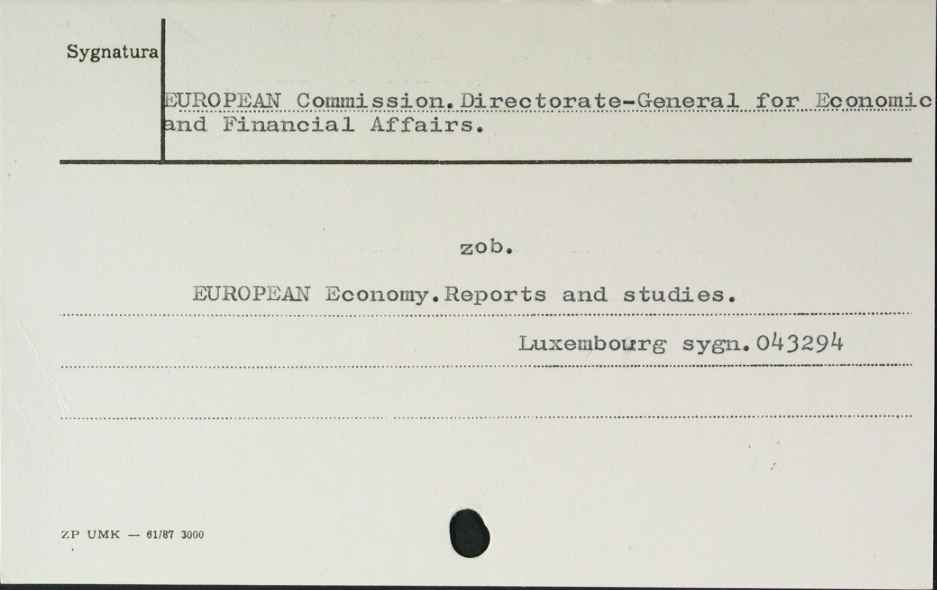 Sygnatura
EUROPEAN Commission.Directorate-General for Economic
and Financial Affairs.
zob.
EUROPEAN Economy.Reports and studies.
Luxembourg sygn.043294
ZP UMK — 61/87 3000